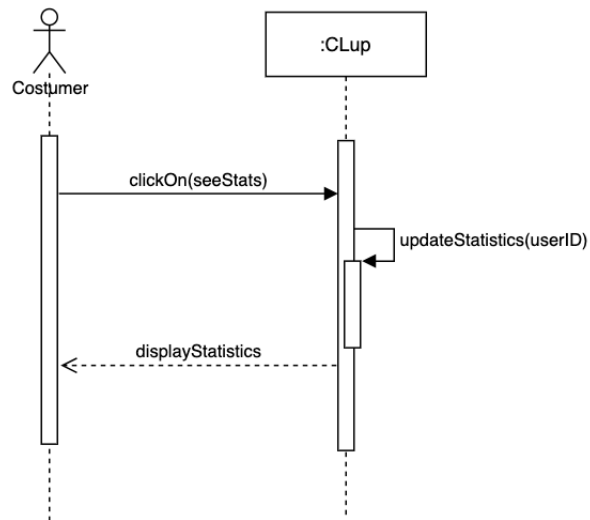 :CLup
Costumer
clickOn(seeStats)
updateStatistics(userID)
displayStatistics